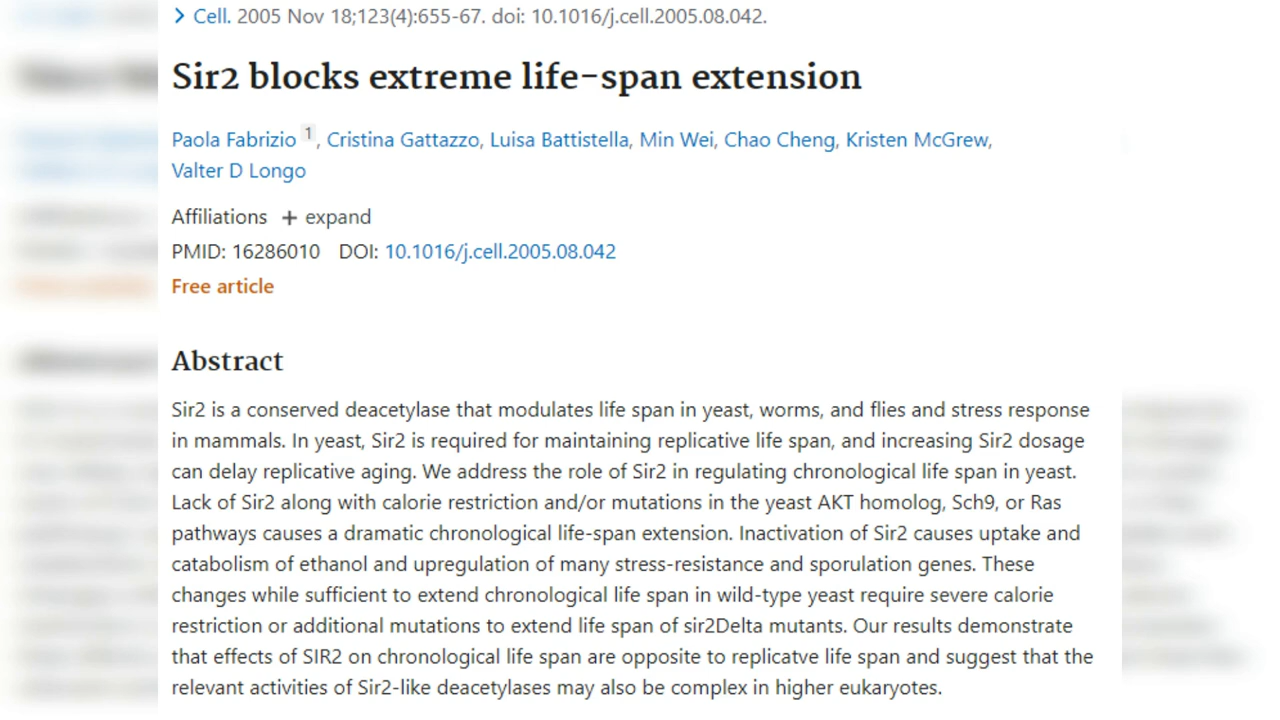 > Cell. 2005 Nov 18;123(4):655-67. doi: 10.1016/j.cell.2005.08.042.
Sir2 blocks extreme life-span extension
Paola Fabrizio 1, Cristina Gattazzo, Luisa Battistella, Min Wei, Chao Cheng, Kristen McGrew,
Valter D Longo
Affiliations + expand
PMID: 16286010 DOI: 10.1016/j.cell.2005.08.042
Free article
Abstract
Sir2 is a conserved deacetylase that modulates life span in yeast, worms, and flies and stress response
in mammals. In yeast, Sir2 is required for maintaining replicative life span, and increasing Sir2 dosage
can delay replicative aging. We address the role of Sir2 in regulating chronological life span in yeast.
Lack of Sir2 along with calorie restriction and/or mutations in the yeast AKT homolog, Sch9, or Ras
pathways causes a dramatic chronological life-span extension. Inactivation of Sir2 causes uptake and
catabolism of ethanol and upregulation of many stress-resistance and sporulation genes. These
changes while sufficient to extend chronological life span in wild-type yeast require severe calorie
restriction or additional mutations to extend life span of sir2Delta mutants. Our results demonstrate
that effects of SIR2 on chronological life span are opposite to replicatve life span and suggest that the
relevant activities of Sir2-like deacetylases may also be complex in higher eukaryotes.